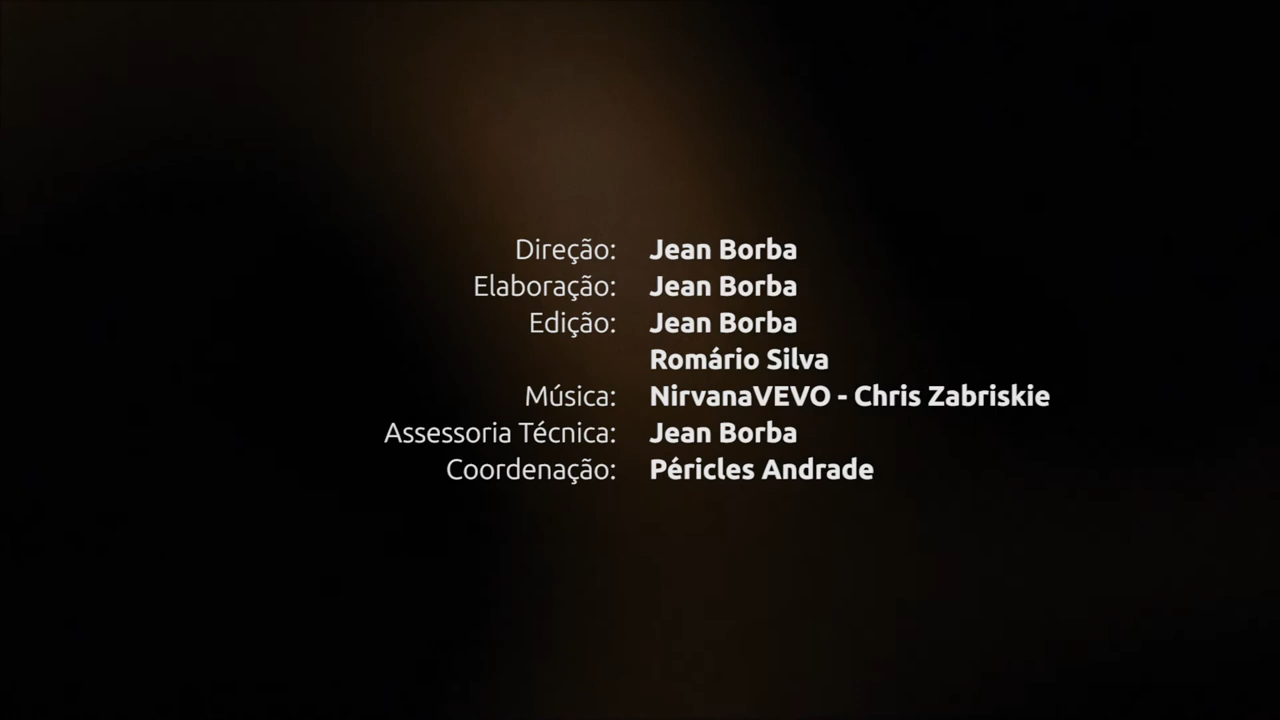 Direção: Jean Borba
Elaboração: Jean Borba
Edição: Jean Borba
Romário Silva
Música: NirvanaVEVO - Chris Zabriskie
Assessoria Técnica: Jean Borba
Coordenação: Péricles Andrade